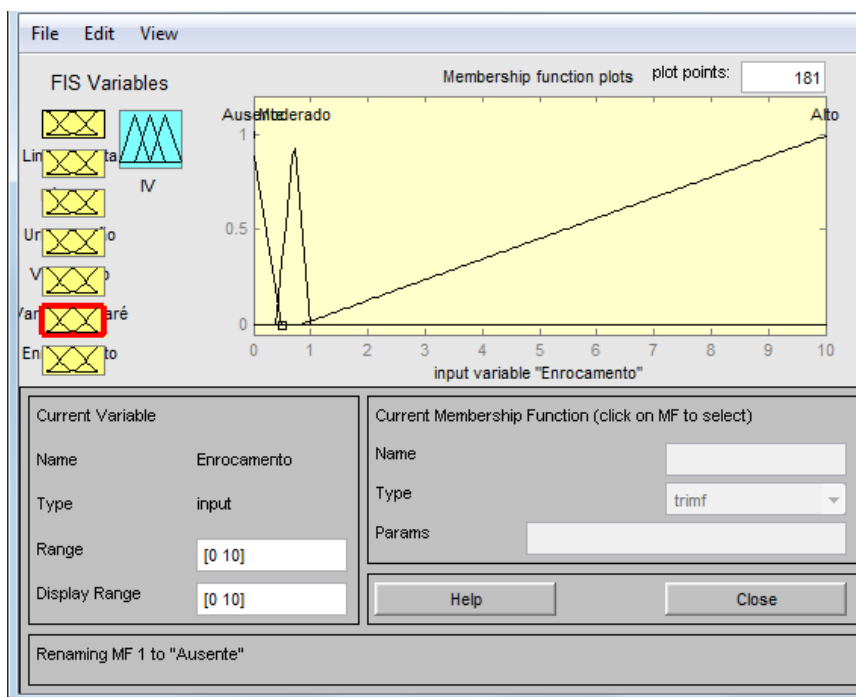 File Edit View
FIS Variables
Membership function plots plot points: 181
Ausente Moderado Alto
1
IV
0.5
0
0 1 2 3 4 5 6 7 8 9 10
input variable "Enrocamento"
Current Variable
Name Enrocamento
Type input
Range [0 10]
Display Range [0 10]
Current Membership Function (click on MF to select)
Name
Type trimf
Params
Help Close
Renaming MF 1 to "Ausente"